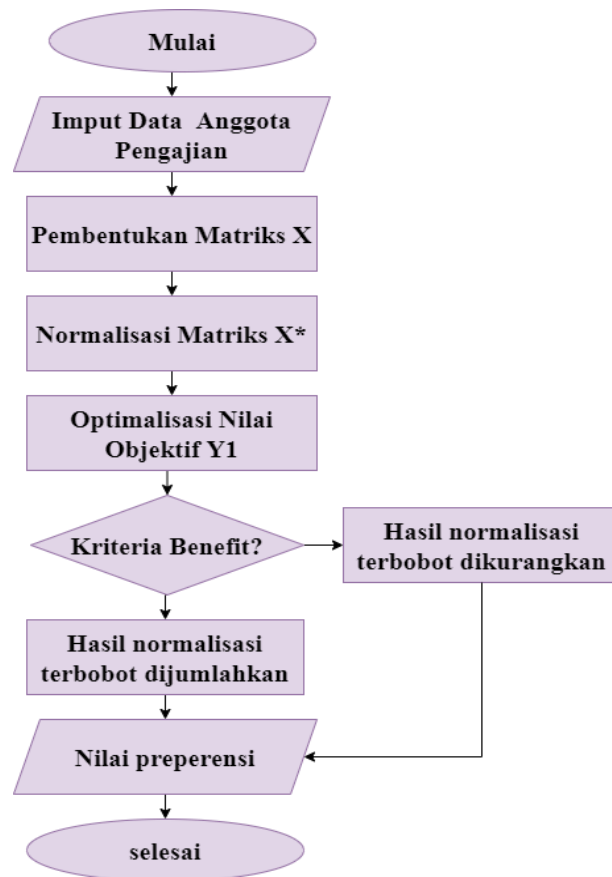 Mulai
Imput Data Anggota
Pengajian
Pembentukan Matriks X
Normalisasi Matriks X*
Optimalisasi Nilai
Objektif Y1
Kriteria Benefit?
Hasil normalisasi
terbobot dikurangkan
Hasil normalisasi
terbobot dijumlahkan
Nilai preperensi
selesai